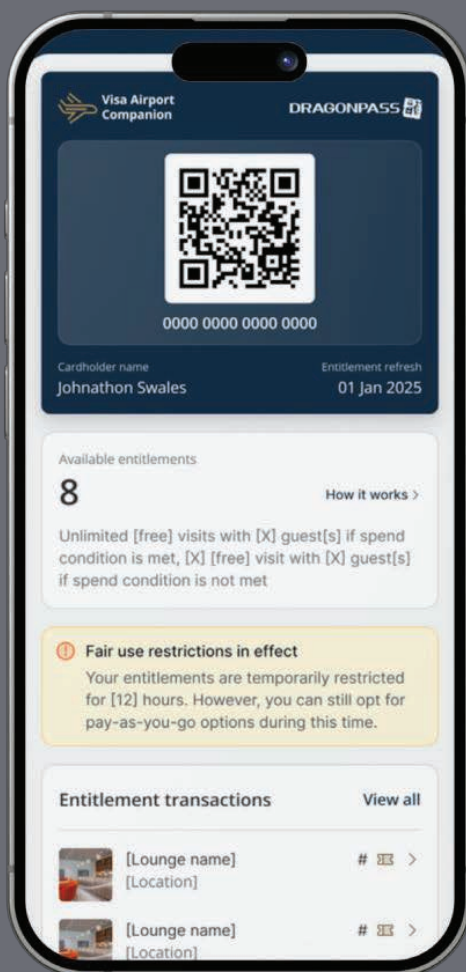 Visa Airport
Companion
DRAGONPASS
0000 0000 0000 0000
Cardholder name
Entitlement refresh
Johnathon Swales
01 Jan 2025
Available entitlements
8
How it works >
Unlimited [free] visits with [X] guest[s] if spend
condition is met, [X] [free] visit with [X] guest[s]
if spend condition is not met
Fair use restrictions in effect
Your entitlements are temporarily restricted
for [12] hours. However, you can still opt for
pay-as-you-go options during this time.
Entitlement transactions
View all
[Lounge name]
#
[Location]
[Lounge name]
#
[Location]